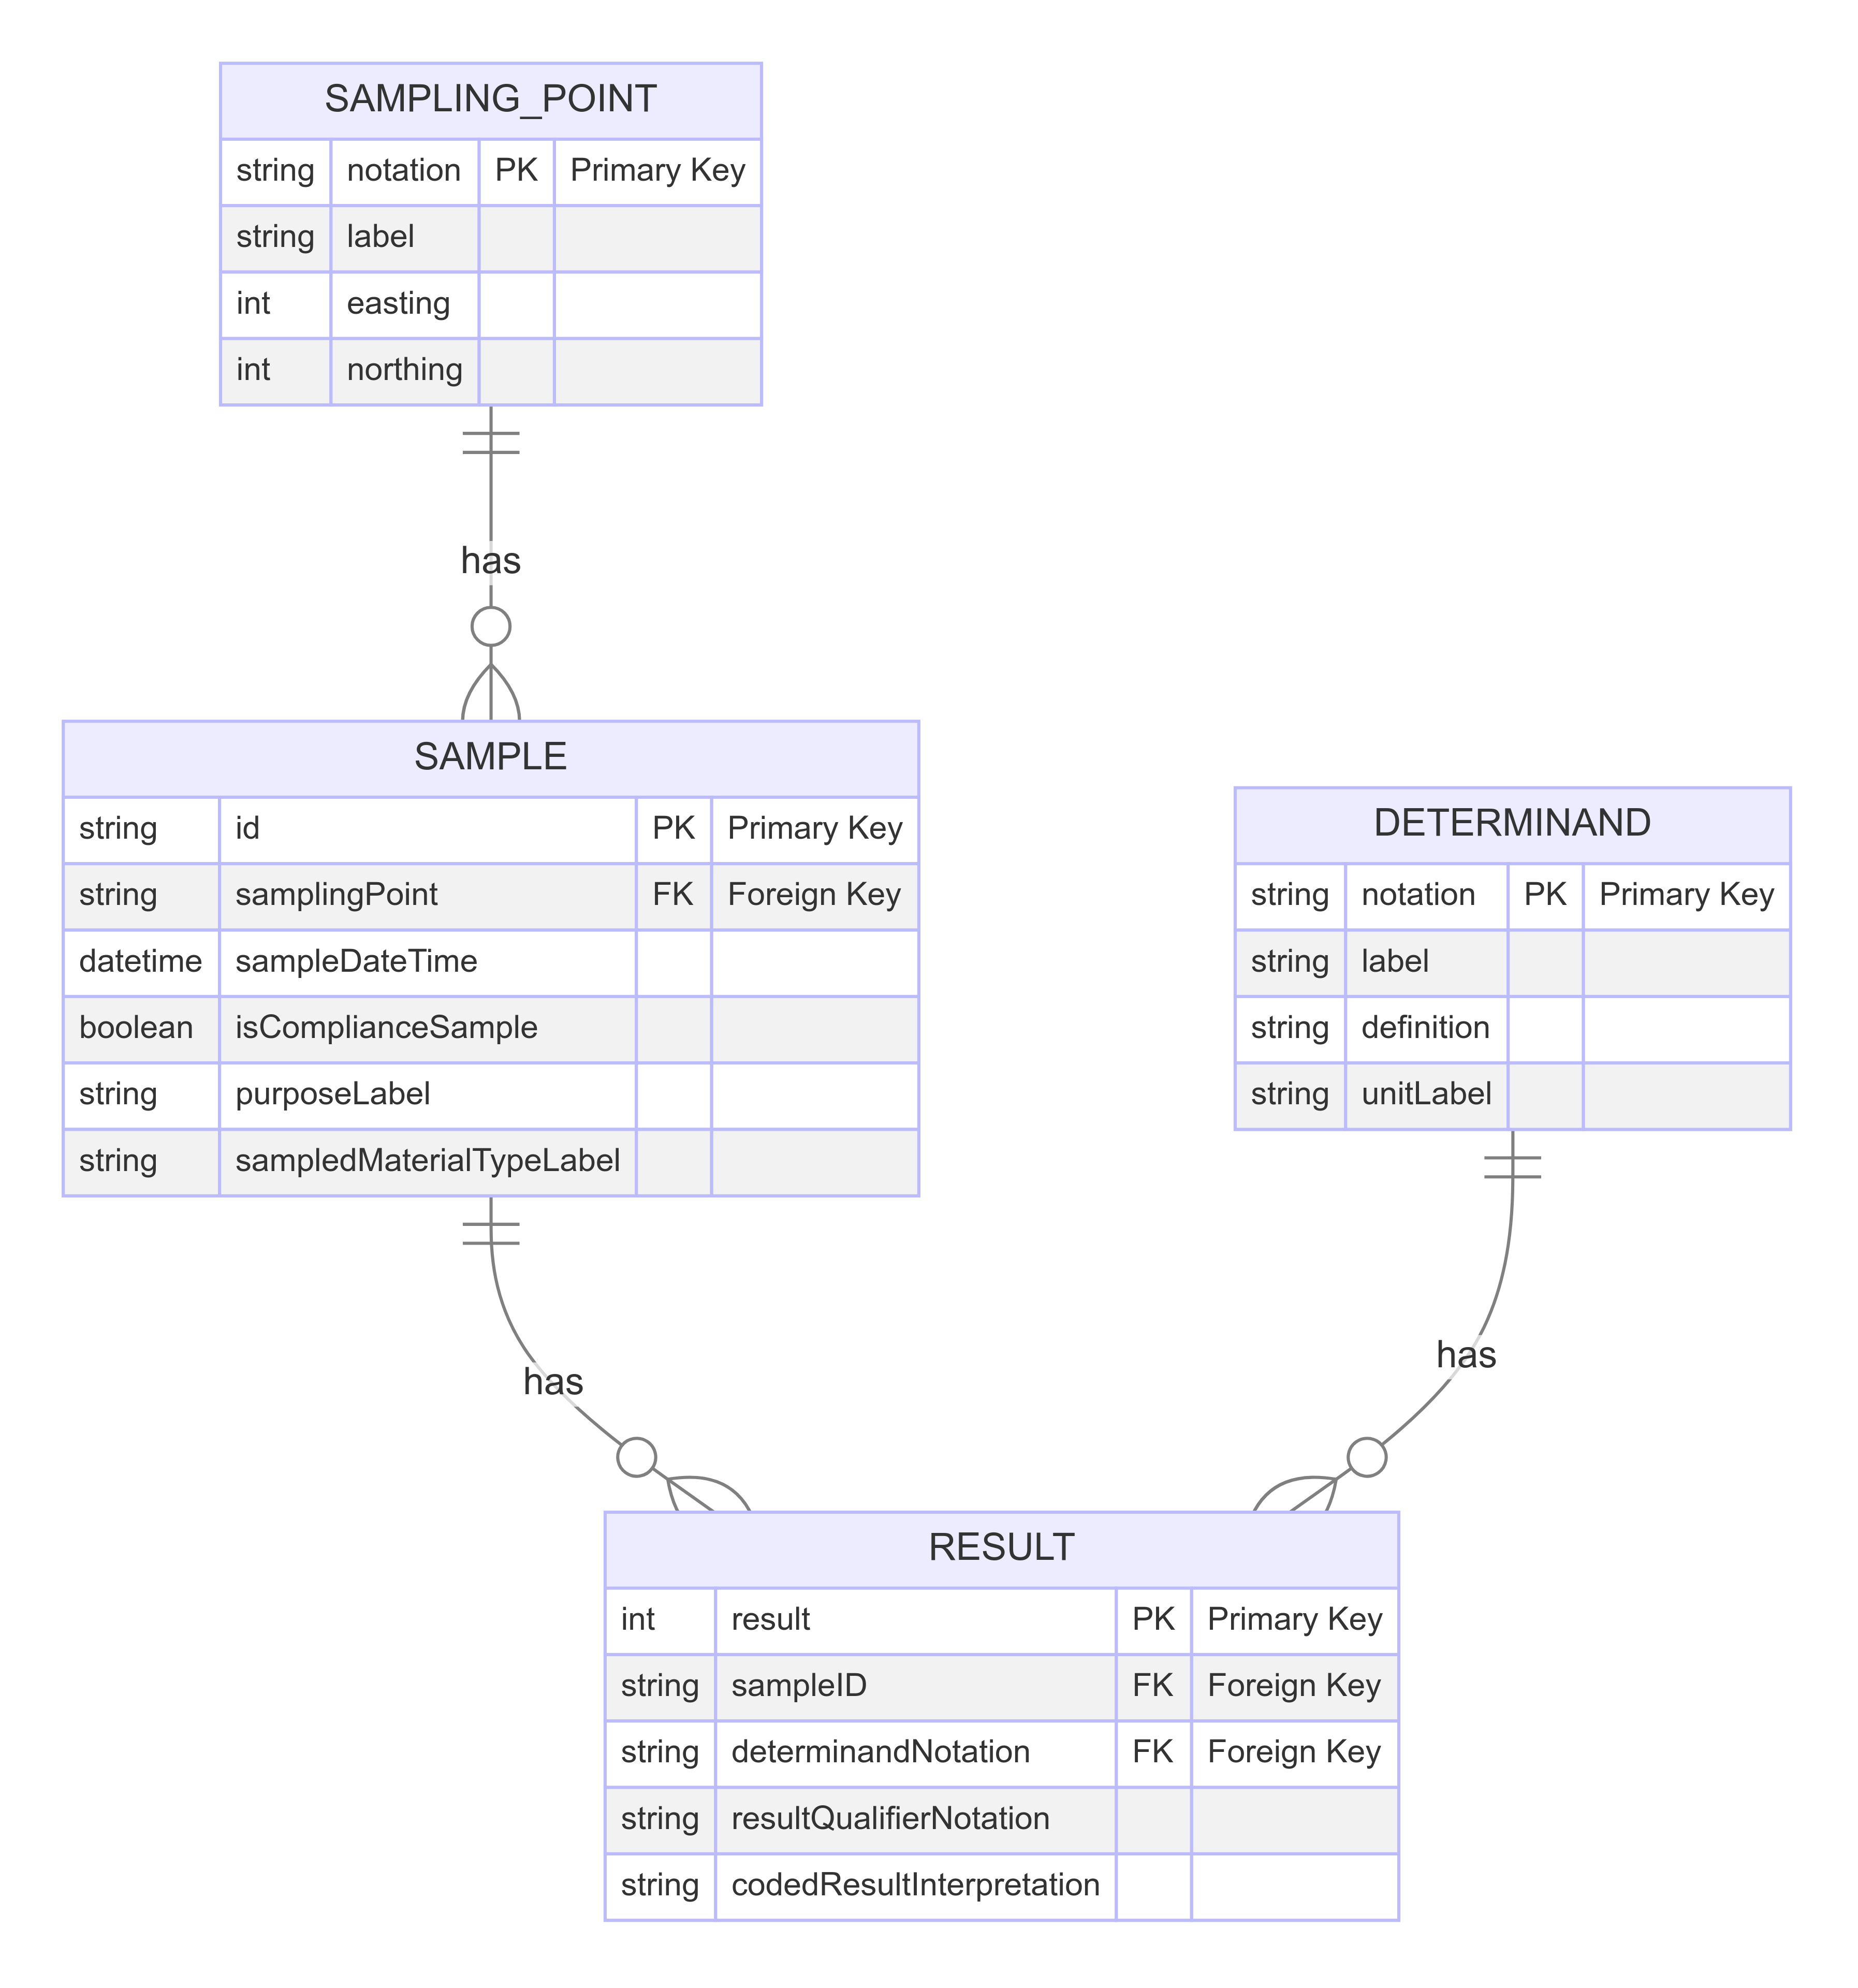 SAMPLING_POINT
string notation PK Primary Key
string label
int easting
int northing
has
SAMPLE
string id PK Primary Key
string samplingPoint FK Foreign Key
datetime sampleDateTime
boolean isComplianceSample
string purposeLabel
string sampledMaterialTypeLabel
DETERMINAND
string notation PK Primary Key
string label
string definition
string unitLabel
has
has
RESULT
int result PK Primary Key
string sampleID FK Foreign Key
string determinandNotation FK Foreign Key
string resultQualifierNotation
string codedResultInterpretation